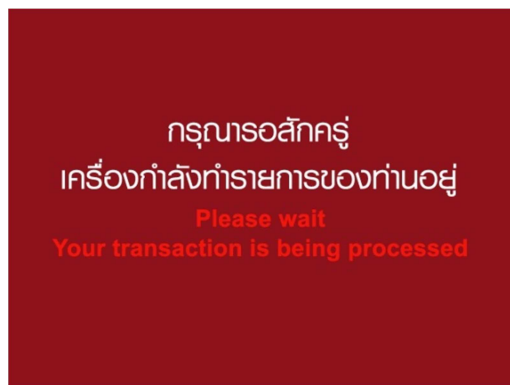 กรุณารอสักครู่
เครื่องกำลังทำรายการของท่านอยู่
Please wait
Your transaction is being processed